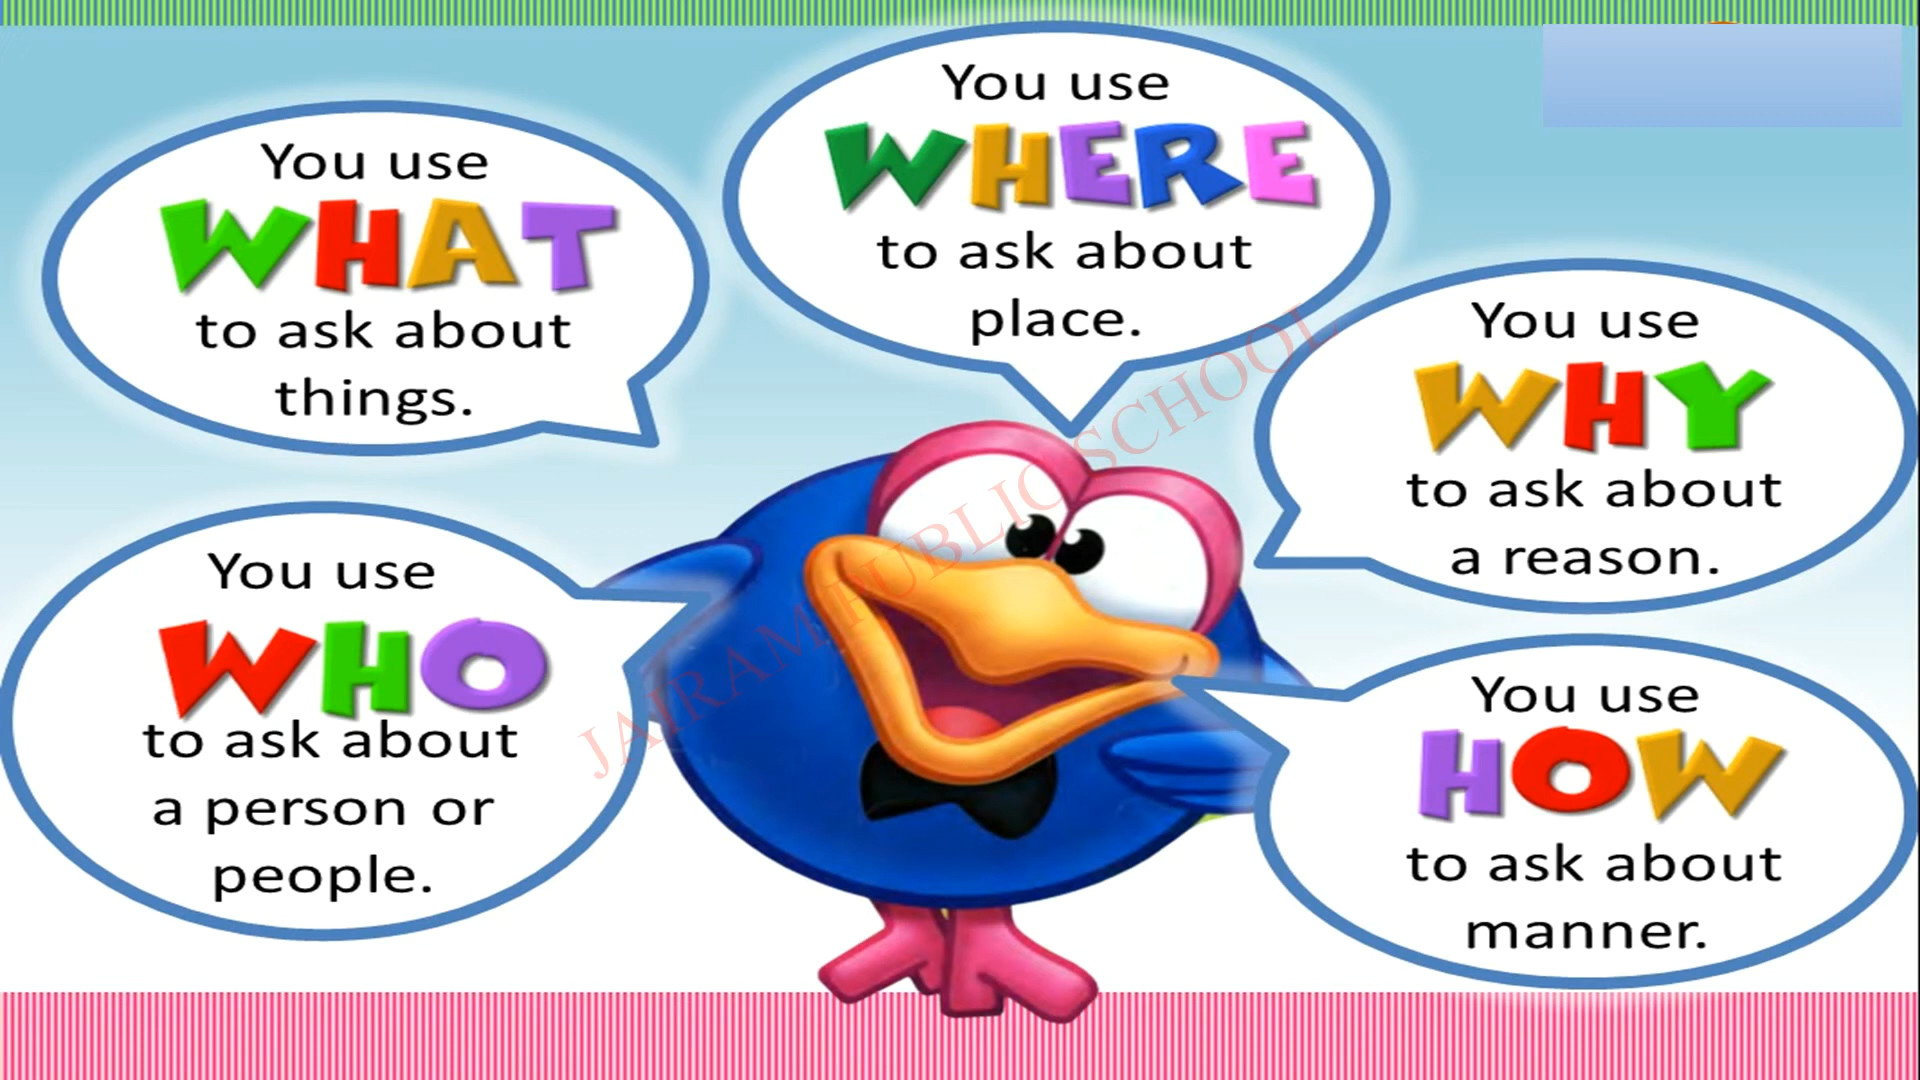 You use
WHAT
to ask about
things.
You use
WHERE
to ask about
place.
You use
WHY
to ask about
a reason.
You use
WHO
to ask about
a person or
people.
You use
HOW
to ask about
manner.
JAIRAM PUBLIC SCHOOL